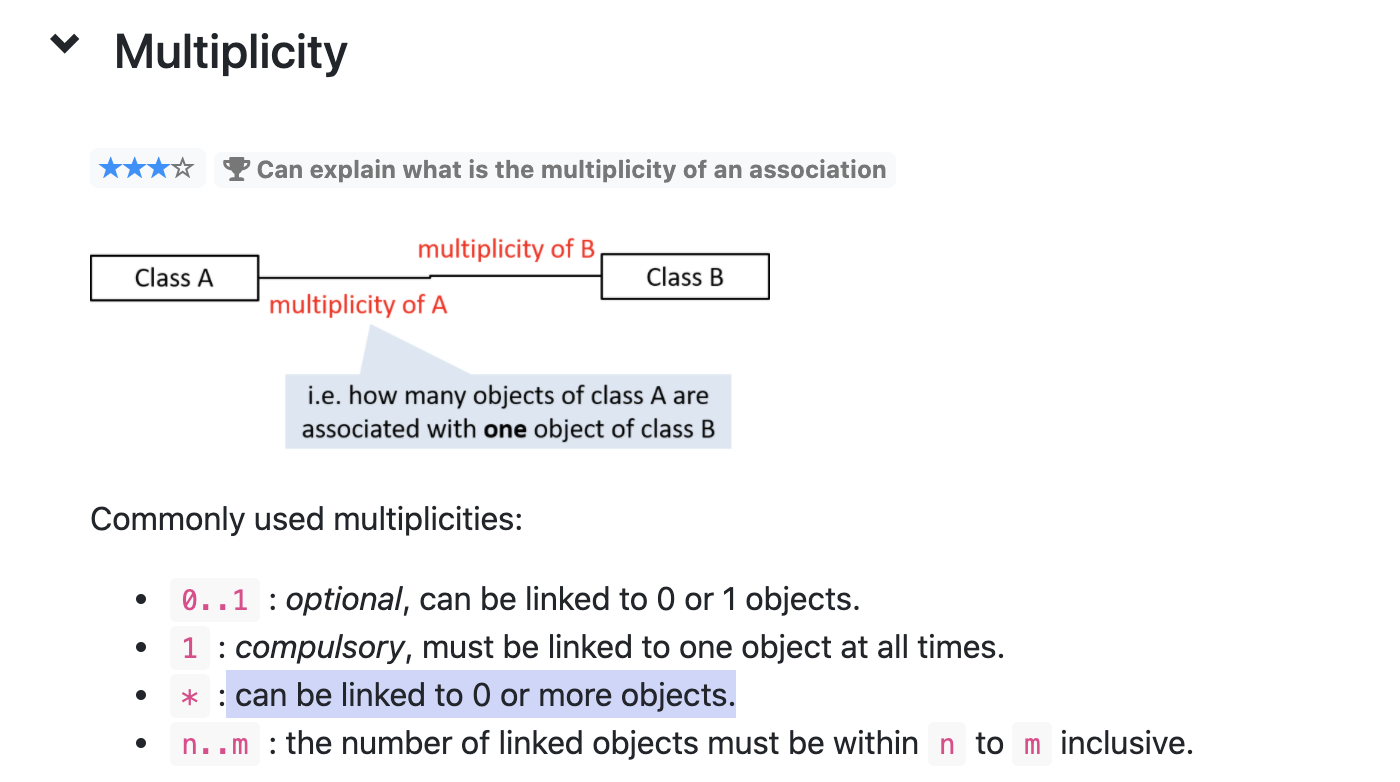 Multiplicity
★★★☆ 🏆 Can explain what is the multiplicity of an association
multiplicity of B
Class A
Class B
multiplicity of A
i.e. how many objects of class A are
associated with one object of class B
Commonly used multiplicities:
• 0..1 : optional, can be linked to 0 or 1 objects.
• 1 : compulsory, must be linked to one object at all times.
• * : can be linked to 0 or more objects.
• n..m : the number of linked objects must be within n to m inclusive.